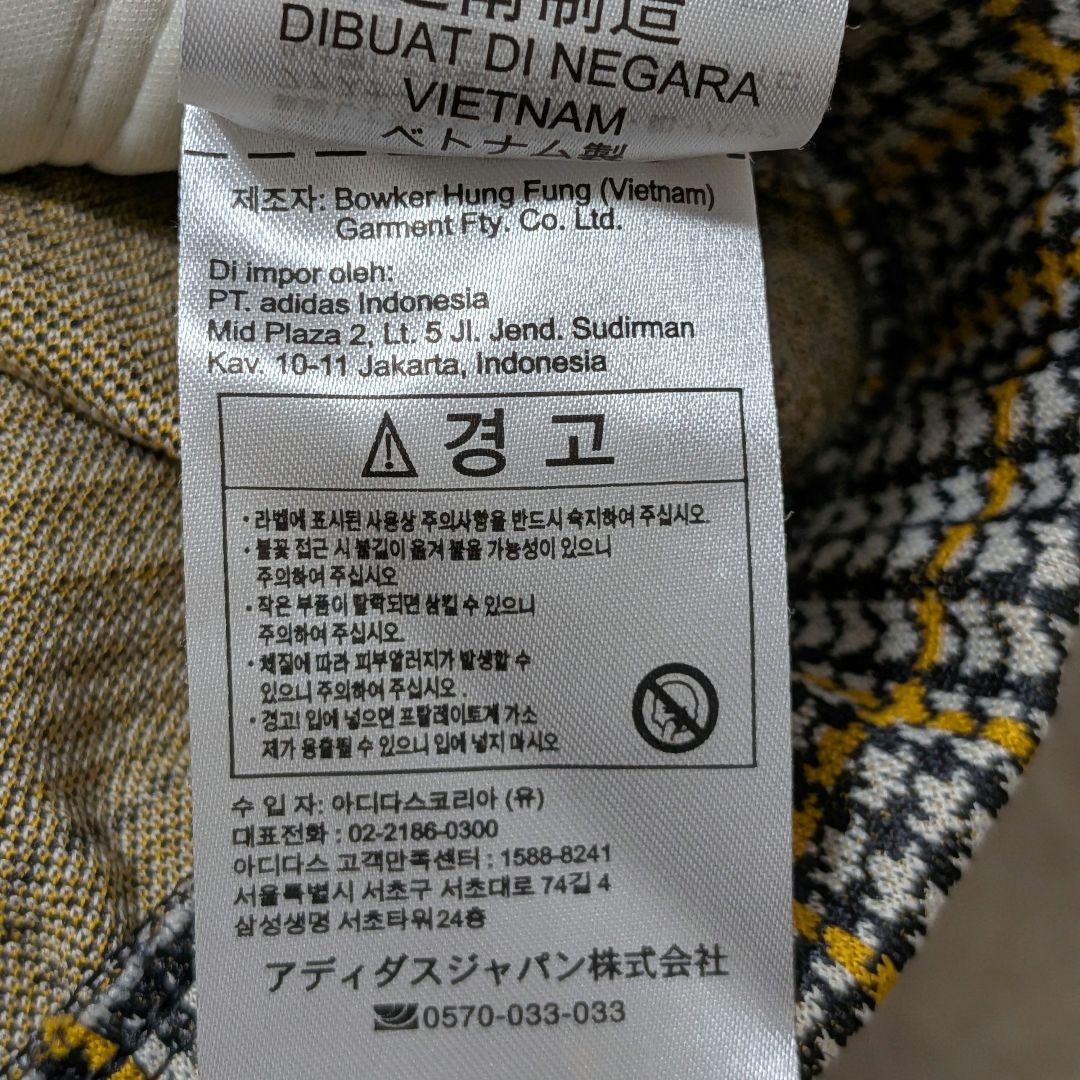 越南制造
DIBUAT DI NEGARA
VIETNAM
ベトナム製
제조자: Bowker Hung Fung (Vietnam)
Garment Fty. Co. Ltd.
Di impor oleh:
PT. adidas Indonesia
Mid Plaza 2, Lt. 5 Jl. Jend. Sudirman
Kav. 10-11 Jakarta, Indonesia
경 고
• 라벨에 표시된 사용상 주의사항을 반드시 숙지하여 주십시오.
• 불꽃 접근 시 불길이 옮겨 붙을 가능성이 있으니
주의하여 주십시오
• 작은 부품이 탈락되면 삼킬 수 있으니
주의하여 주십시오.
• 체질에 따라 피부알러지가 발생할 수
있으니 주의하여 주십시오 .
• 경고! 입에 넣으면 프탈레이트계 가소
제가 용출될 수 있으니 입에 넣지 마시오
수 입 자: 아디다스코리아 (유)
대표전화 : 02-2186-0300
아디다스 고객만족센터 : 1588-8241
서울특별시 서초구 서초대로 74길 4
삼성생명 서초타워24층
アディダスジャパン株式会社
0570-033-033